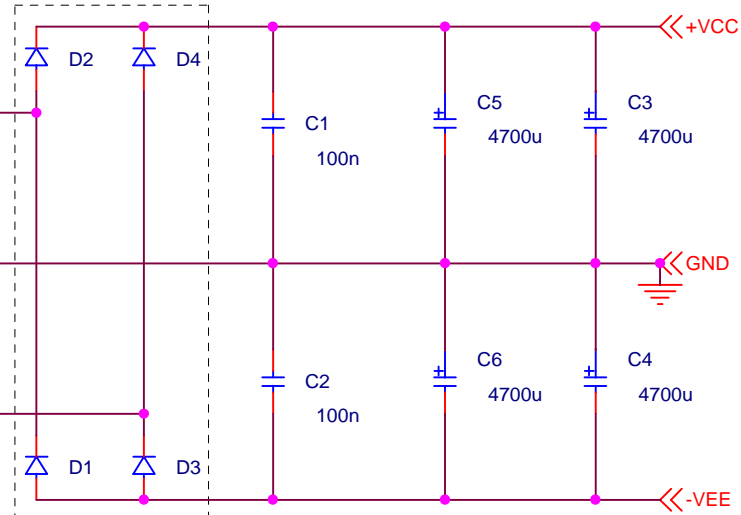 +VCC
D2
D4
C5
C3
C1
4700u
4700u
100n
GND
C6
C4
C2
4700u
4700u
100n
D1
D3
-VEE